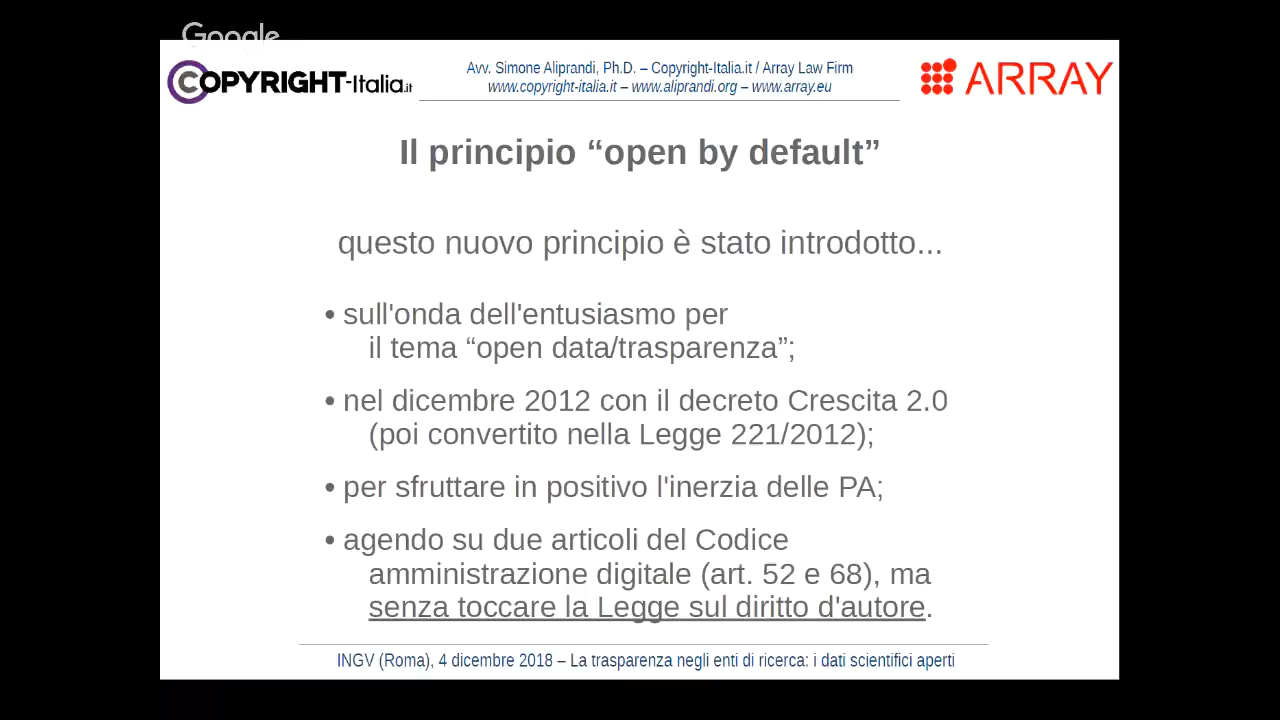 Google
COPYRIGHT-Italia.it
Avv. Simone Aliprandi, Ph.D. – Copyright-Italia.it / Array Law Firm
www.copyright-italia.it – www.aliprandi.org – www.array.eu
ARRAY
Il principio “open by default”
questo nuovo principio è stato introdotto...
• sull'onda dell'entusiasmo per
il tema “open data/trasparenza”;
• nel dicembre 2012 con il decreto Crescita 2.0
(poi convertito nella Legge 221/2012);
• per sfruttare in positivo l'inerzia delle PA;
• agendo su due articoli del Codice
amministrazione digitale (art. 52 e 68), ma
senza toccare la Legge sul diritto d'autore.
INGV (Roma), 4 dicembre 2018 – La trasparenza negli enti di ricerca: i dati scientifici aperti